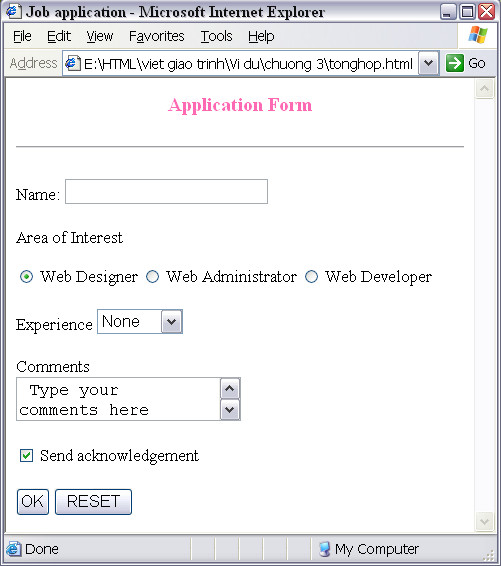 Job application - Microsoft Internet Explorer
File Edit View Favorites Tools Help
Address E:\HTML\viet giao trinh\Vi du\chuong 3\tonghop.html Go
Application Form
Name:
Area of Interest
Web Designer Web Administrator Web Developer
Experience None
Comments
Type your
comments here
Send acknowledgement
OK RESET
Done My Computer